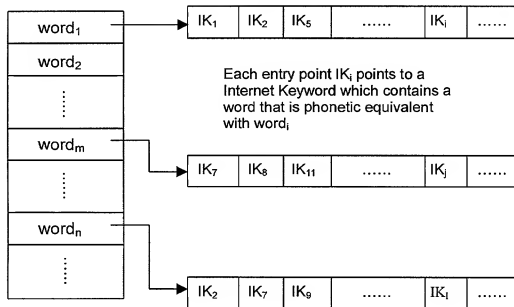 word₁
IK₁ IK₂ IK₅ ...... IKᵢ ......
word₂
Each entry point IKᵢ points to a
Internet Keyword which contains a
word that is phonetic equivalent
with wordᵢ
......
wordₘ
IK₇ IK₈ IK₁₁ ...... IKⱼ ......
......
wordₙ
......
IK₂ IK₇ IK₉ ...... IKₗ ......